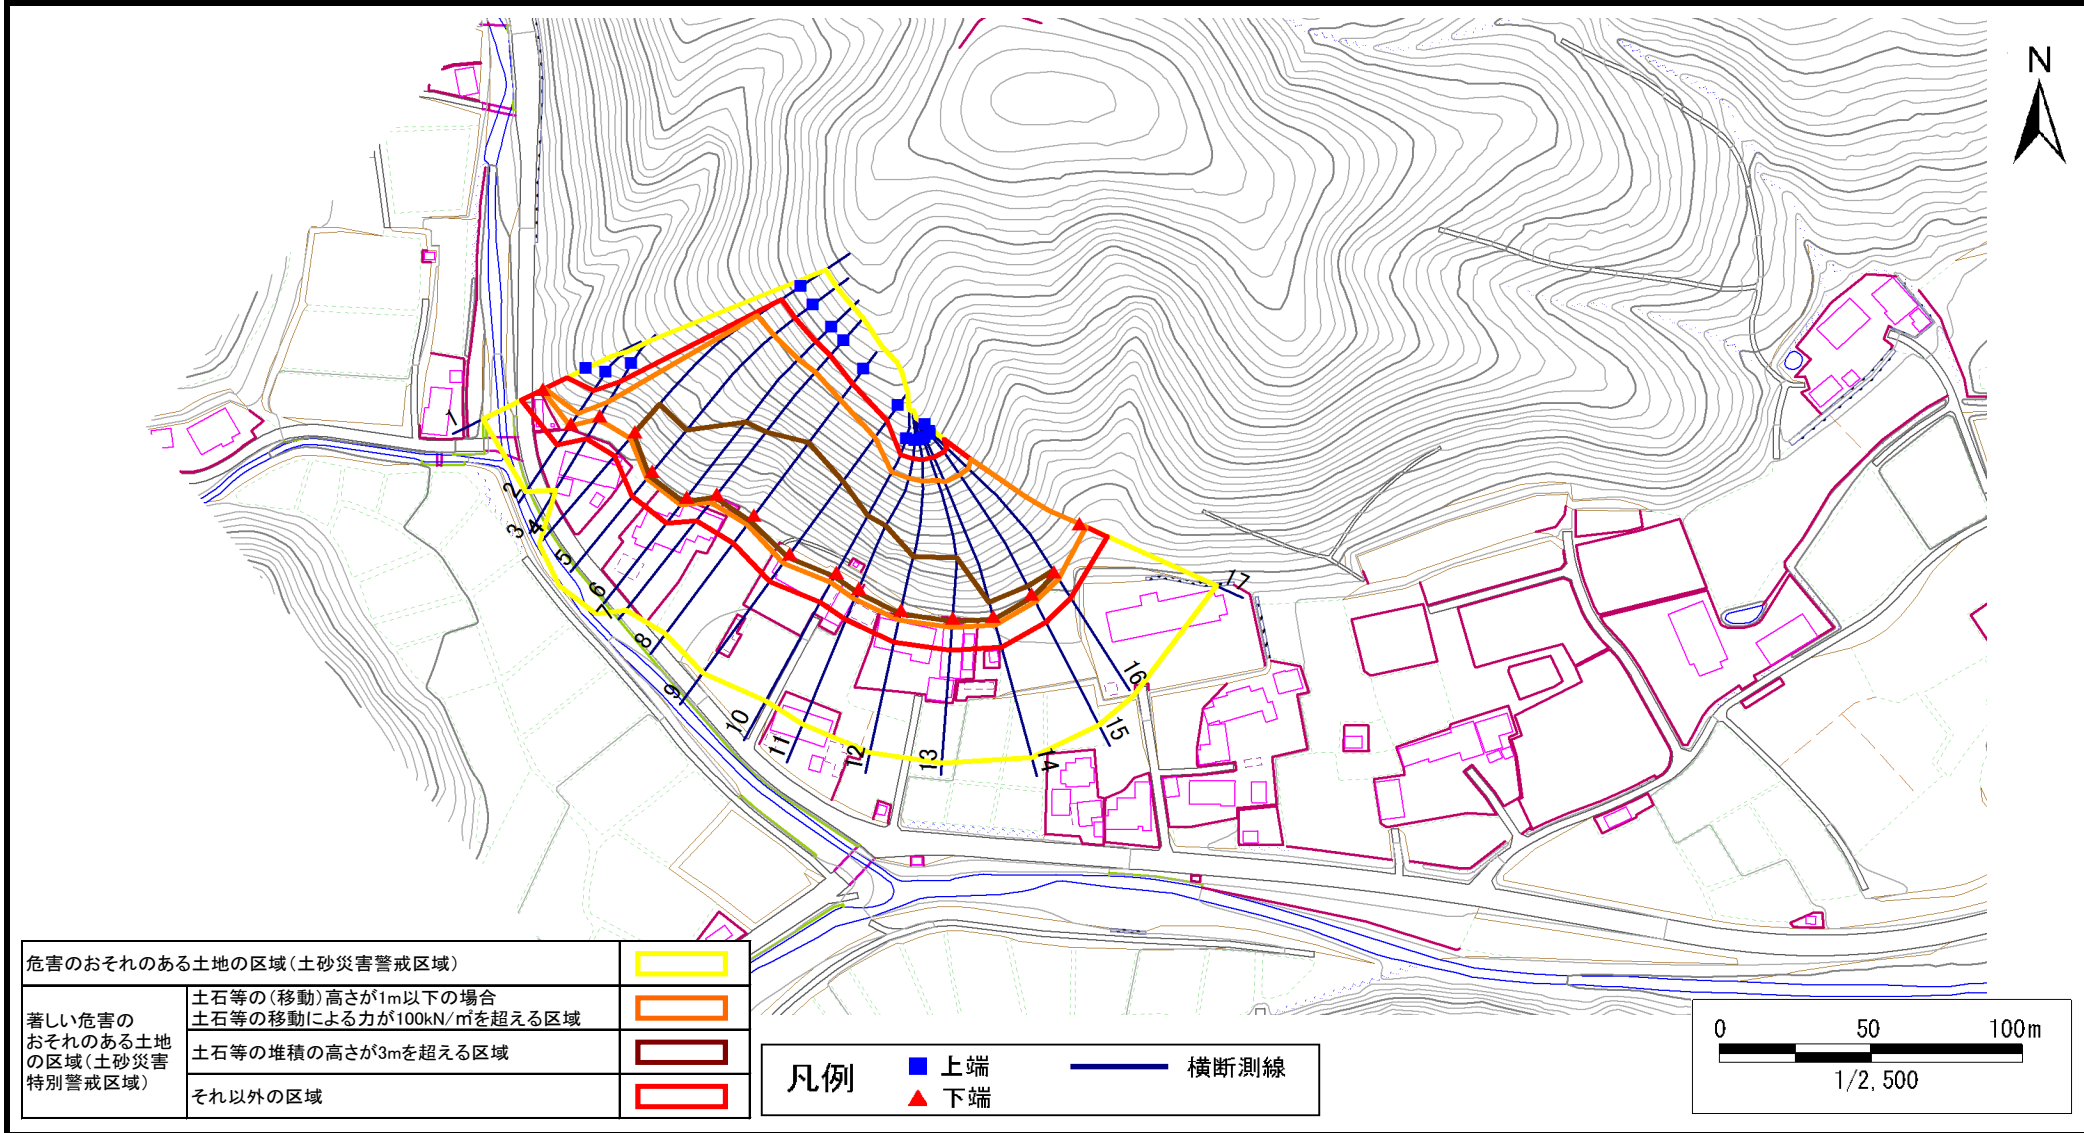 N
1
2
3
4
5
6
7
8
9
10
11
12
13
14
15
16
17
危害のおそれのある土地の区域(土砂災害警戒区域)
著しい危害の
おそれのある土地
の区域(土砂災害
特別警戒区域)
土石等の(移動)高さが1m以下の場合
土石等の移動による力が100kN/㎡を超える区域
土石等の堆積の高さが3mを超える区域
それ以外の区域
凡例
上端
下端
横断測線
0 50 100m
1/2,500